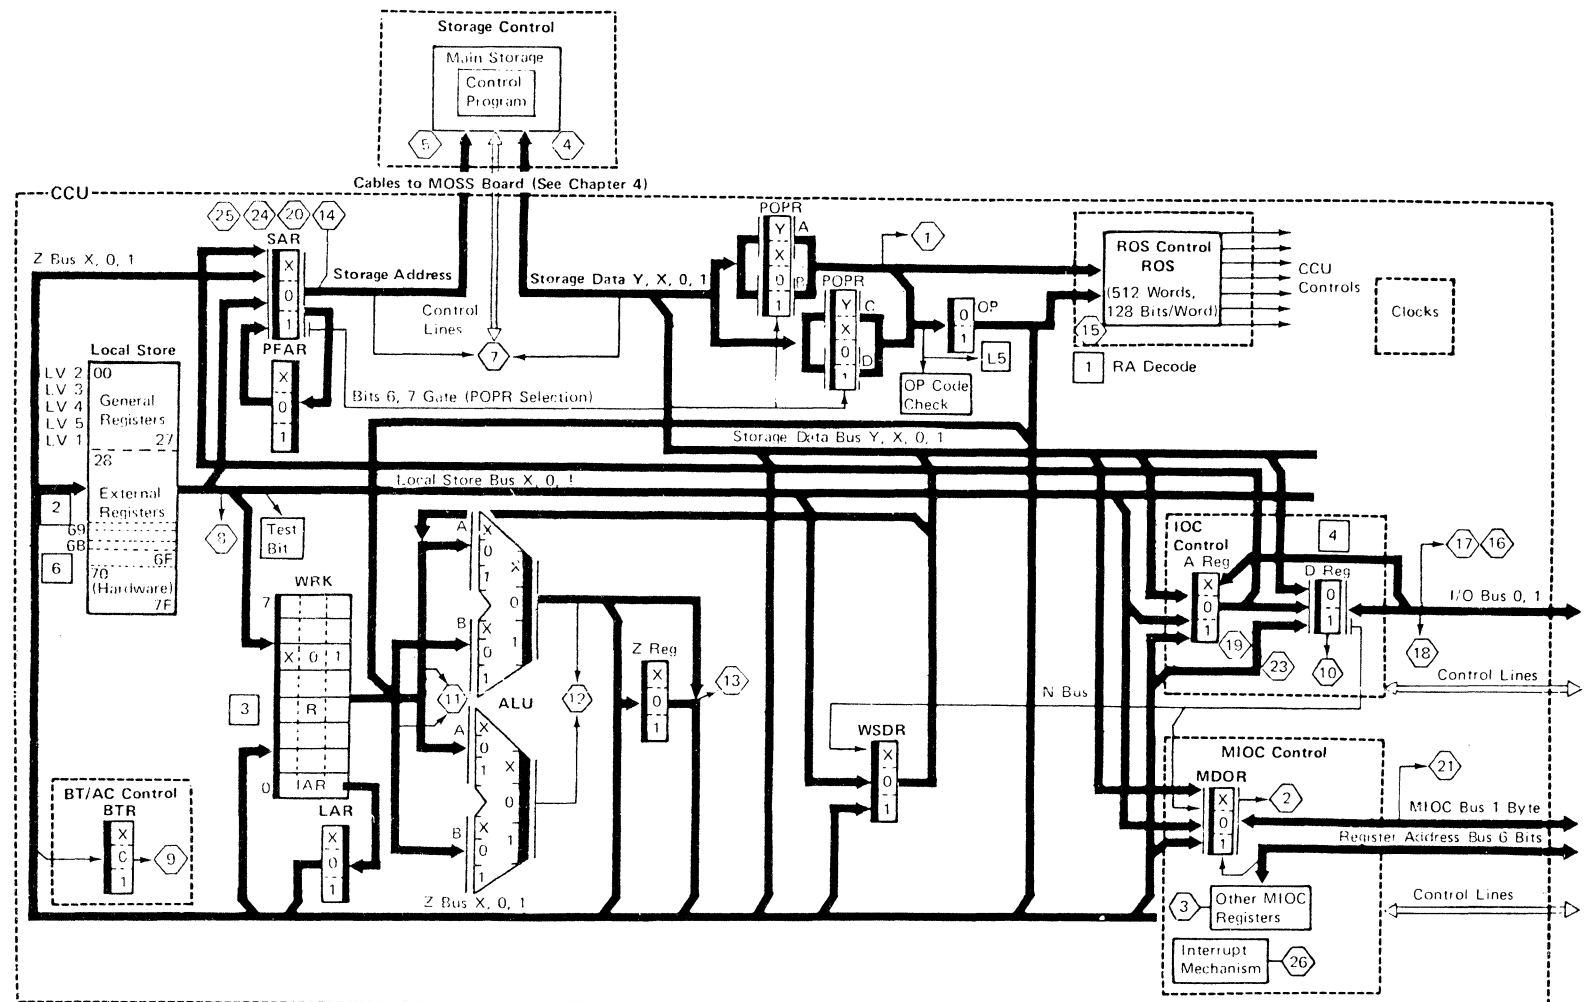 Storage Control
Main Storage
Control
Program
5
4
Cables to MOSS Board (See Chapter 4)
CCU
25
24
20
14
SAR
X
0
1
Z Bus X, 0, 1
Storage Address
Control
Lines
Storage Data Y, X, 0, 1
7
POPR
Y
X
0
1
A
B
POPR
Y
X
0
1
C
D
1
OP
0
1
L5
OP Code
Check
ROS Control
ROS
(512 Words,
128 Bits/Word)
15
1
RA Decode
CCU
Controls
Clocks
PFAR
X
0
1
Bits 6, 7 Gate (POPR Selection)
Local Store
LV 2
LV 3
LV 4
LV 5
LV 1
00
General
Registers
27
28
External
Registers
69
6B
6F
70
(Hardware)
7F
2
6
Storage Data Bus Y, X, 0, 1
Local Store Bus X, 0, 1
8
Test
Bit
WRK
7
X 0 1
R
IAR
0
3
LAR
X
0
1
A
X
0
1
B
X
0
1
X
0
1
ALU
A
X
0
1
B
X
0
1
X
0
1
11
12
Z Reg
X
0
1
13
WSDR
X
0
1
N Bus
IOC
Control
A Reg
X
0
1
4
D Reg
0
1
19
23
10
17
16
I/O Bus 0, 1
18
Control Lines
MIOC Control
MDOR
X
0
1
2
21
MIOC Bus 1 Byte
Register Address Bus 6 Bits
3
Other MIOC
Registers
Control Lines
Interrupt
Mechanism
26
BT/AC Control
BTR
X
C
1
9
Z Bus X, 0, 1